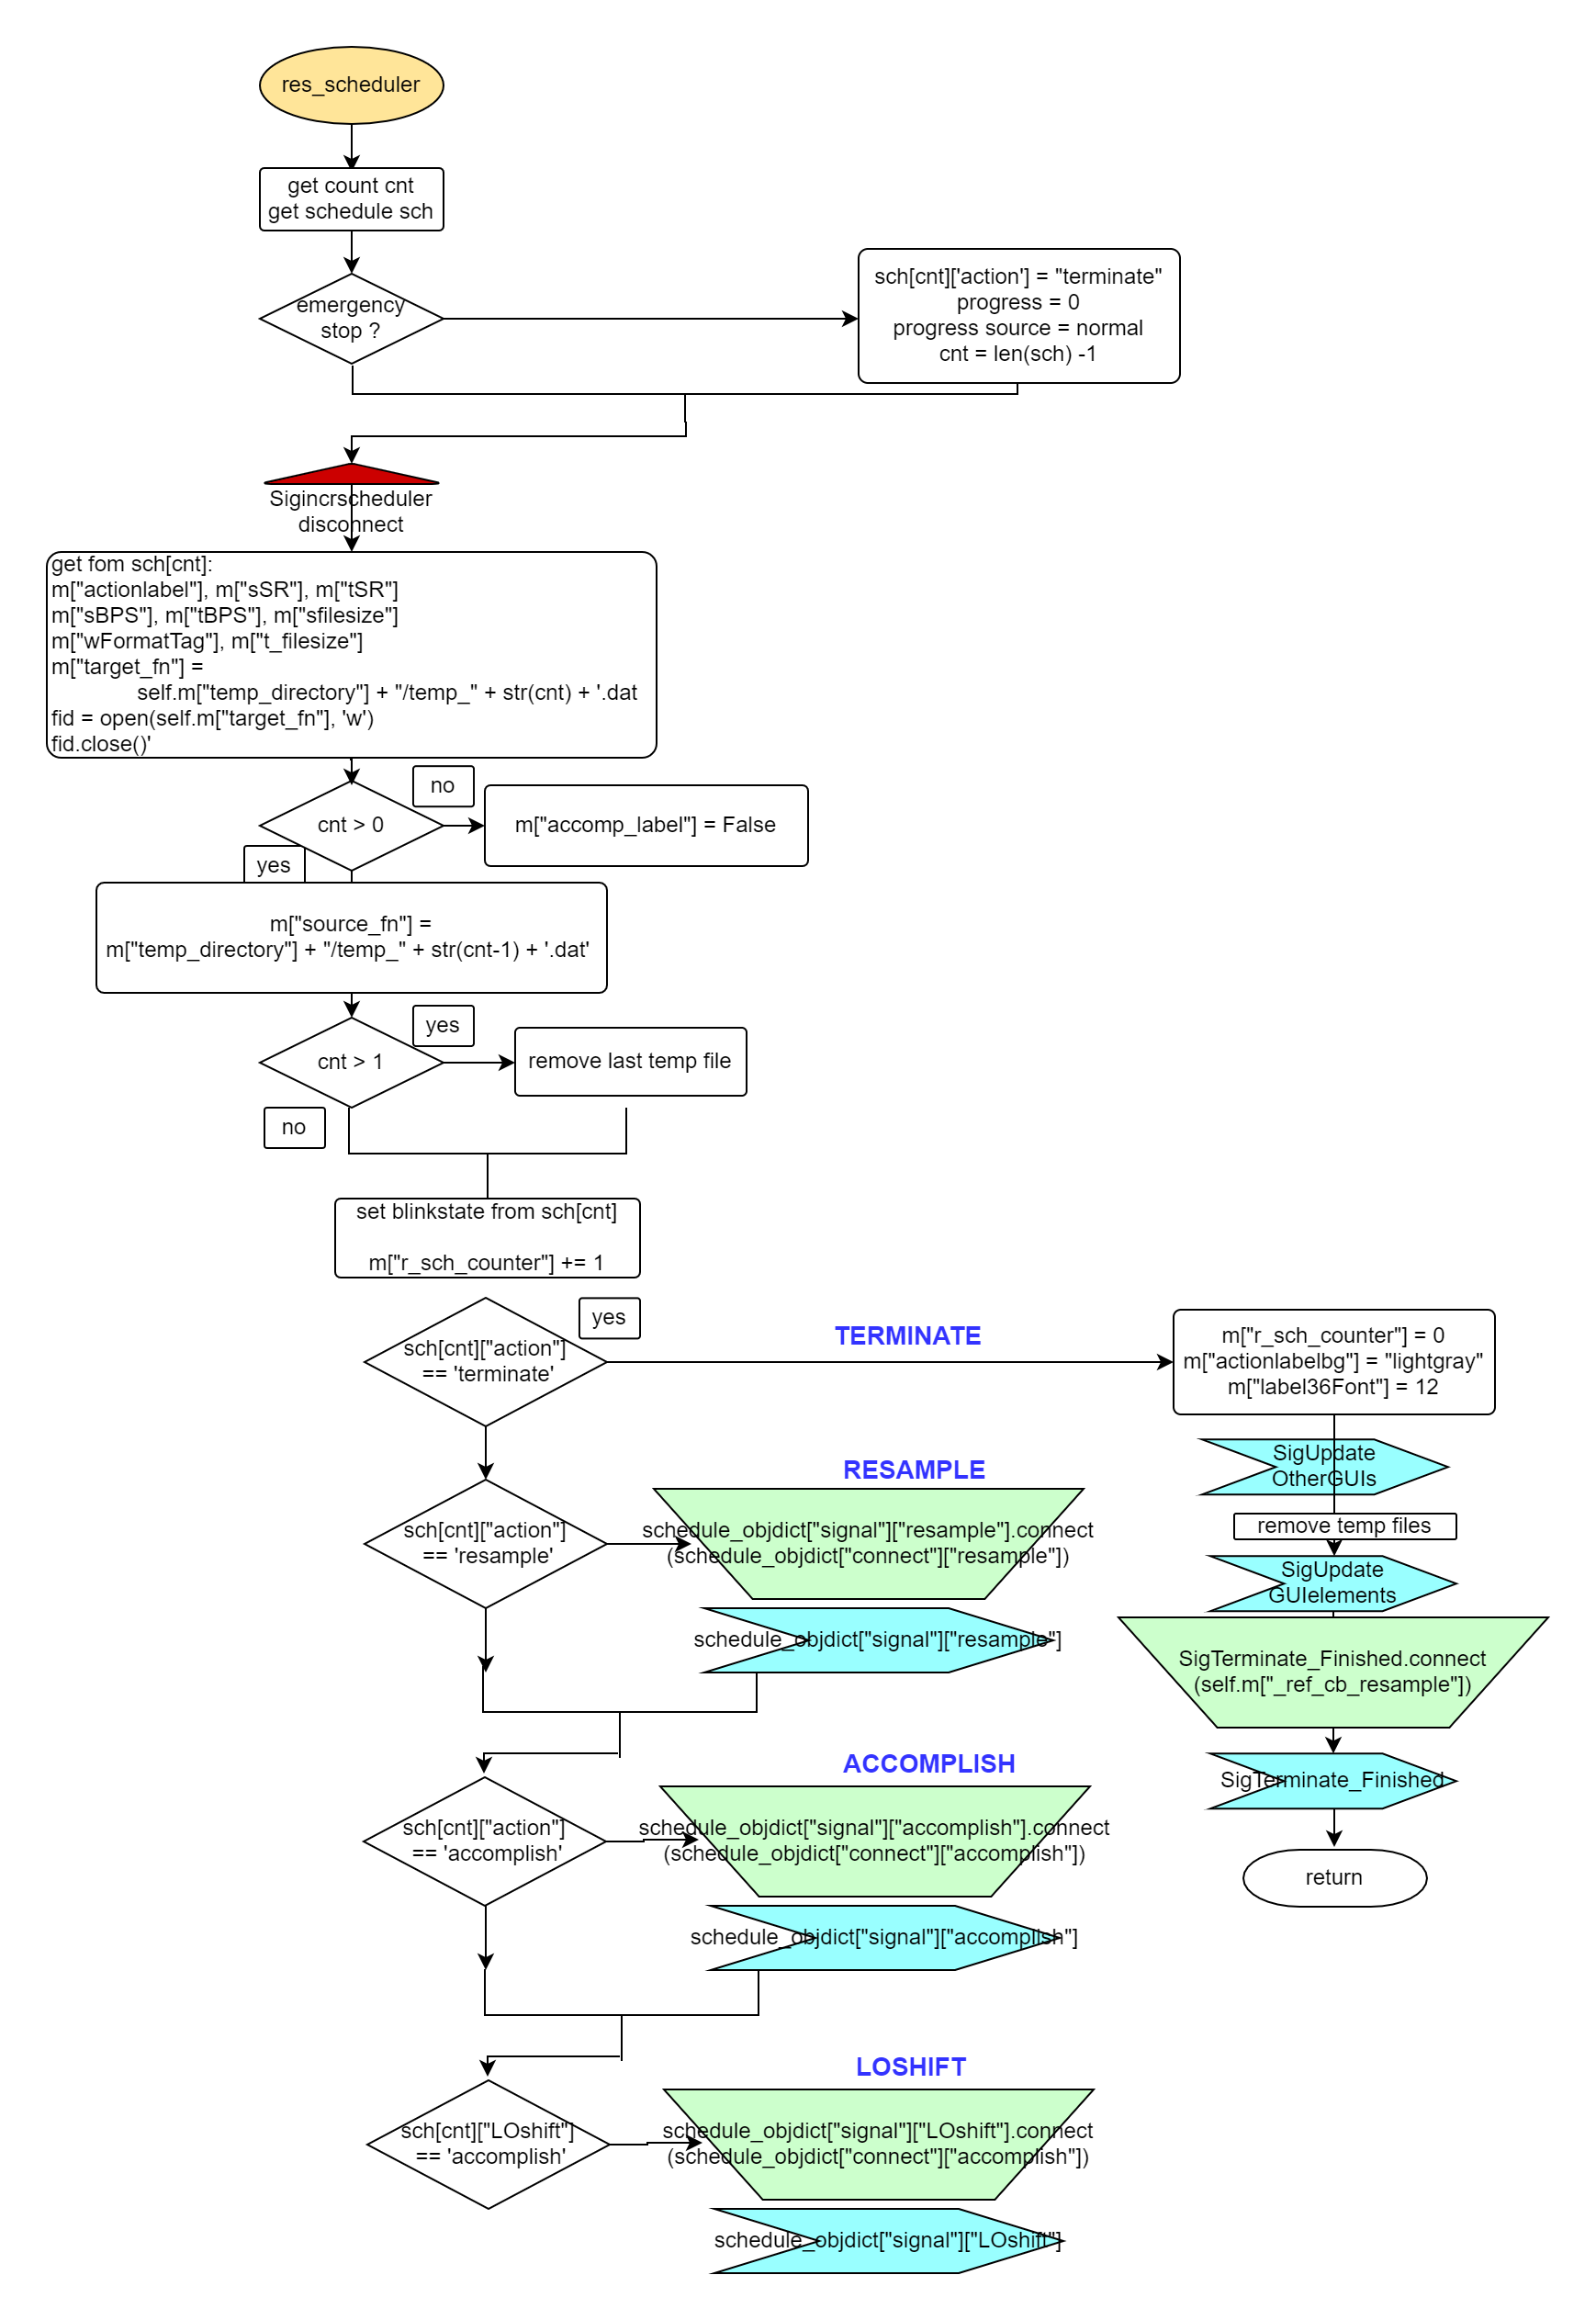 res_scheduler
get count cnt
get schedule sch
emergency
stop ?
sch[cnt]['action'] = "terminate"
progress = 0
progress source = normal
cnt = len(sch) -1
Sigincrscheduler
disconnect
get fom sch[cnt]:
m["actionlabel"], m["sSR"], m["tSR"]
m["sBPS"], m["tBPS"], m["sfilesize"]
m["wFormatTag"], m["t_filesize"]
m["target_fn"] =
self.m["temp_directory"] + "/temp_" + str(cnt) + '.dat
fid = open(self.m["target_fn"], 'w')
fid.close()'
no
cnt > 0
m["accomp_label"] = False
yes
m["source_fn"] =
m["temp_directory"] + "/temp_" + str(cnt-1) + '.dat'
yes
cnt > 1
remove last temp file
no
set blinkstate from sch[cnt]
m["r_sch_counter"] += 1
yes
sch[cnt]["action"]
== 'terminate'
TERMINATE
m["r_sch_counter"] = 0
m["actionlabelbg"] = "lightgray"
m["label36Font"] = 12
SigUpdate
OtherGUIs
remove temp files
SigUpdate
GUIelements
SigTerminate_Finished.connect
(self.m["_ref_cb_resample"])
SigTerminate_Finished
return
RESAMPLE
sch[cnt]["action"]
== 'resample'
schedule_objdict["signal"]["resample"].connect
(schedule_objdict["connect"]["resample"])
schedule_objdict["signal"]["resample"]
ACCOMPLISH
sch[cnt]["action"]
== 'accomplish'
schedule_objdict["signal"]["accomplish"].connect
(schedule_objdict["connect"]["accomplish"])
schedule_objdict["signal"]["accomplish"]
LOSHIFT
sch[cnt]["LOshift"]
== 'accomplish'
schedule_objdict["signal"]["LOshift"].connect
(schedule_objdict["connect"]["accomplish"])
schedule_objdict["signal"]["LOshift"]